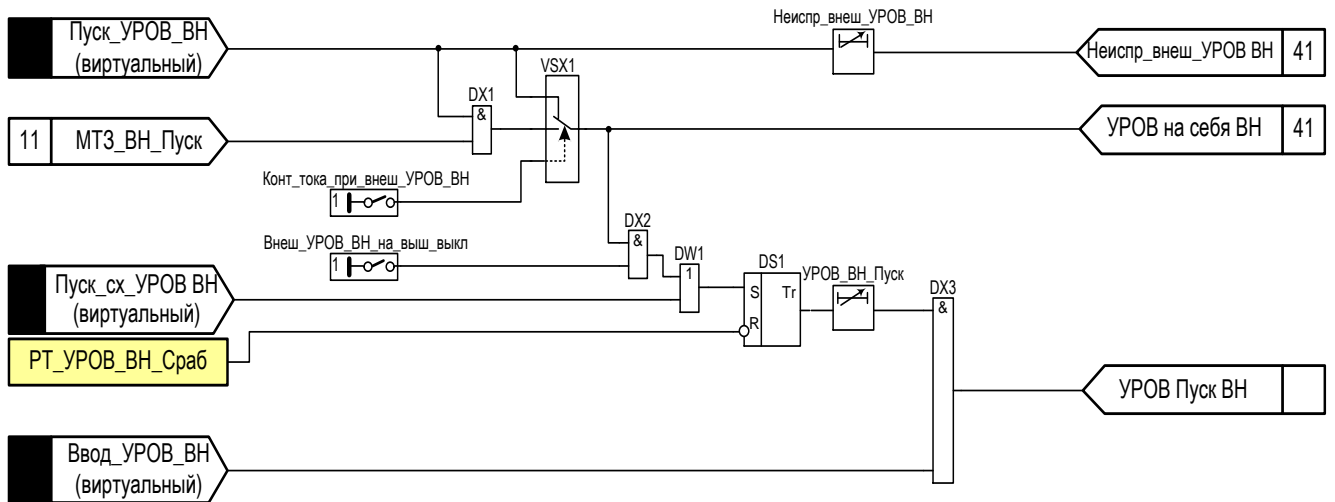 Пуск_УРОВ_ВН
(виртуальный)
Неиспр_внеш_УРОВ_ВН
Неиспр_внеш_УРОВ ВН 41
VSX1
DX1
&
11 МТЗ_ВН_Пуск
УРОВ на себя ВН 41
Конт_тока_при_внеш_УРОВ_ВН
1
DX2
&
Внеш_УРОВ_ВН_на_выш_выкл
1
DW1
1
Пуск_сх_УРОВ ВН
(виртуальный)
DS1
S Tr
R
УРОВ_ВН_Пуск
DX3
&
РТ_УРОВ_ВН_Сраб
УРОВ Пуск ВН
Ввод_УРОВ_ВН
(виртуальный)